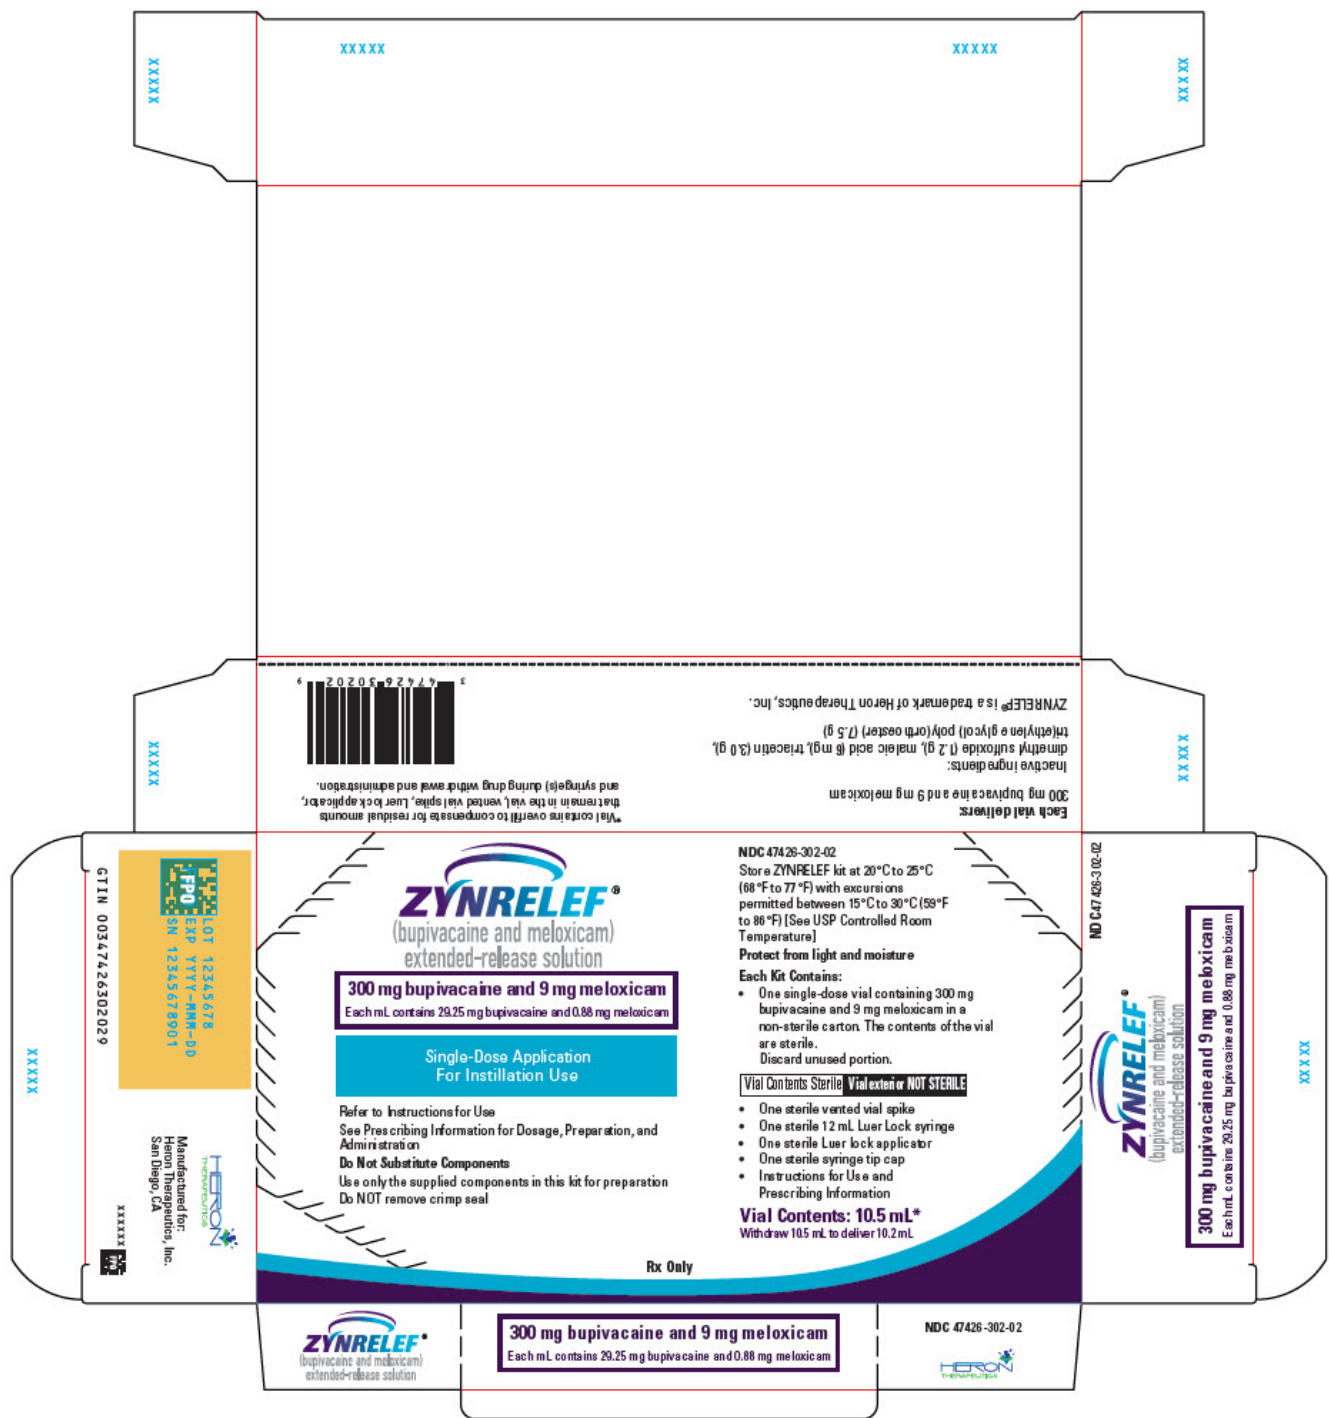 XXXXX
XXXXX
XXXXX
XXXXX
ZYNRELEF® is a trademark of Heron Therapeutics, Inc.
Each vial delivers:
300 mg bupivacaine and 9 mg meloxicam
Inactive ingredients:
dimethyl sulfoxide (1.2 g), maleic acid (6 mg), triacetin (3.0 g),
tri(ethylene glycol) poly(orthoester) (7.5 g)
*Vial contains overfill to compensate for residual amounts
that remain in the vial, vented vial spike, Luer lock applicator,
and syringe(s) during drug withdrawal and administration.
3 47426-302-02 9
XXXXX
XXXXX
ZYNRELEF®
(bupivacaine and meloxicam)
extended-release solution
300 mg bupivacaine and 9 mg meloxicam
Each mL contains 29.25 mg bupivacaine and 0.88 mg meloxicam
Single-Dose Application
For Instillation Use
Refer to Instructions for Use
See Prescribing Information for Dosage, Preparation, and
Administration
Do Not Substitute Components
Use only the supplied components in this kit for preparation
Do NOT remove crimp seal
NDC 47426-302-02
Store ZYNRELEF kit at 20°C to 25°C
(68°F to 77°F) with excursions
permitted between 15°C to 30°C (59°F
to 86°F) [See USP Controlled Room
Temperature]
Protect from light and moisture
Each Kit Contains:
• One single-dose vial containing 300 mg
bupivacaine and 9 mg meloxicam in a
non-sterile carton. The contents of the vial
are sterile.
Discard unused portion.
Vial Contents Sterile Vial exterior NOT STERILE
• One sterile vented vial spike
• One sterile 12 mL Luer Lock syringe
• One sterile Luer lock applicator
• One sterile syringe tip cap
• Instructions for Use and
Prescribing Information
Vial Contents: 10.5 mL*
Withdraw 10.5 mL to deliver 10.2 mL
Rx Only
XXXXX
GTIN 00347426302029
FPO
LOT 12345678
EXP YYYY-MMM-DD
SN 12345678901
HERON
THERAPEUTICS
Manufactured for:
Heron Therapeutics, Inc.
San Diego, CA
XXXXXX
FPO
NDC 47426-302-02
ZYNRELEF®
(bupivacaine and meloxicam)
extended-release solution
300 mg bupivacaine and 9 mg meloxicam
Each mL contains 29.25 mg bupivacaine and 0.88 mg meloxicam
XXXXX
ZYNRELEF®
(bupivacaine and meloxicam)
extended-release solution
300 mg bupivacaine and 9 mg meloxicam
Each mL contains 29.25 mg bupivacaine and 0.88 mg meloxicam
NDC 47426-302-02
HERON
THERAPEUTICS